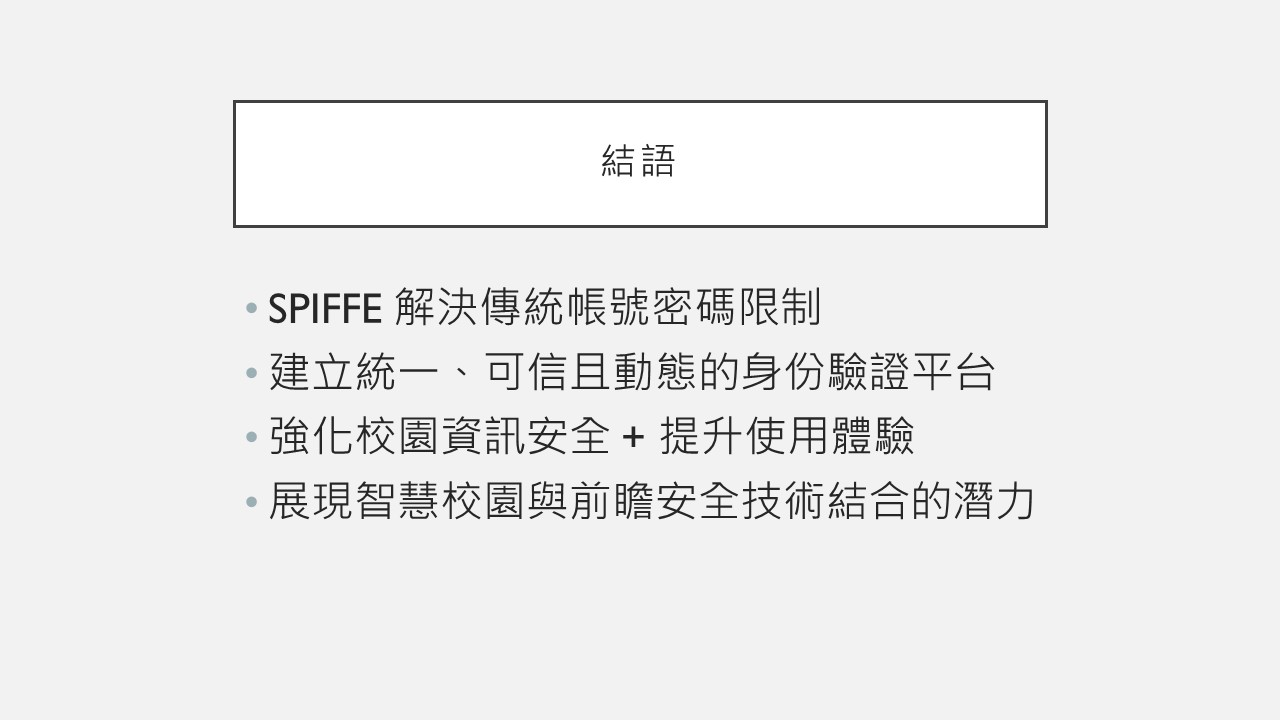 結語
• SPIFFE 解決傳統帳號密碼限制
• 建立統一、可信且動態的身份驗證平台
• 強化校園資訊安全 + 提升使用體驗
• 展現智慧校園與前瞻安全技術結合的潛力